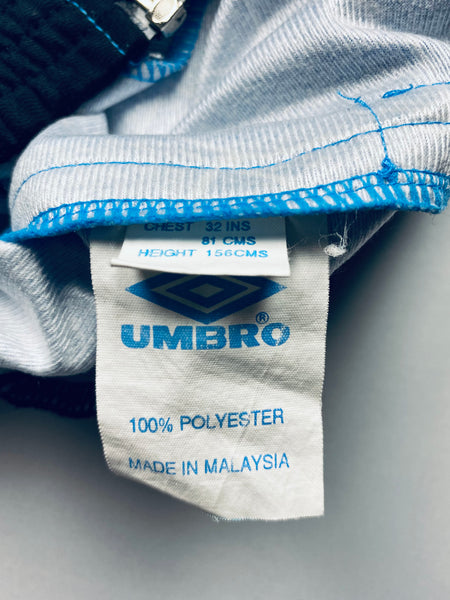 CHEST 32 INS
81 CMS
HEIGHT 156CMS
UMBRO®
100% POLYESTER
MADE IN MALAYSIA